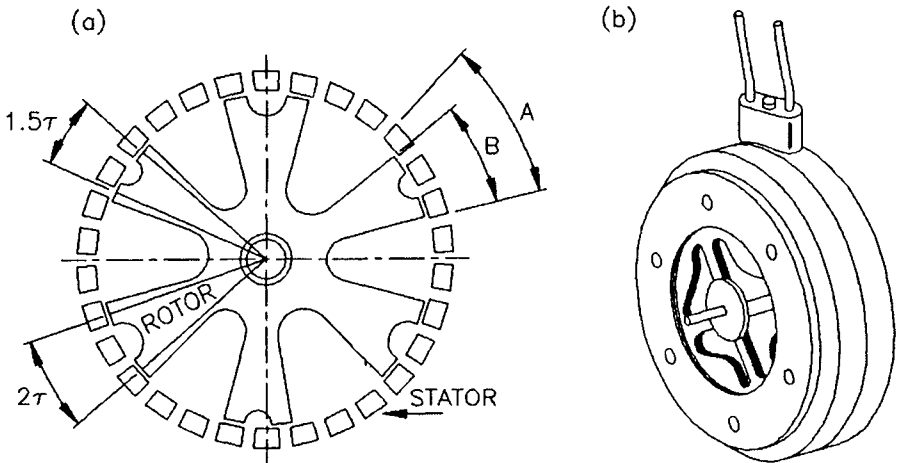 (a)
(b)
1.5τ
A
B
ROTOR
2τ
STATOR